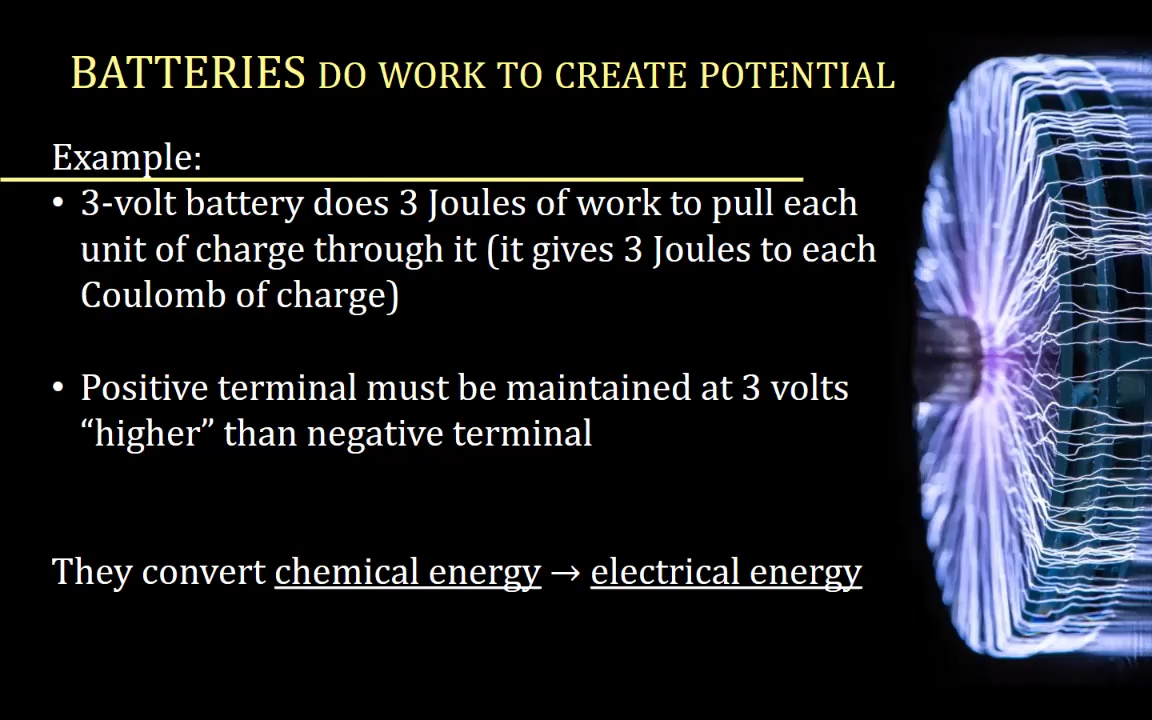 BATTERIES DO WORK TO CREATE POTENTIAL
Example:
• 3-volt battery does 3 Joules of work to pull each
unit of charge through it (it gives 3 Joules to each
Coulomb of charge)
• Positive terminal must be maintained at 3 volts
“higher” than negative terminal
They convert chemical energy → electrical energy